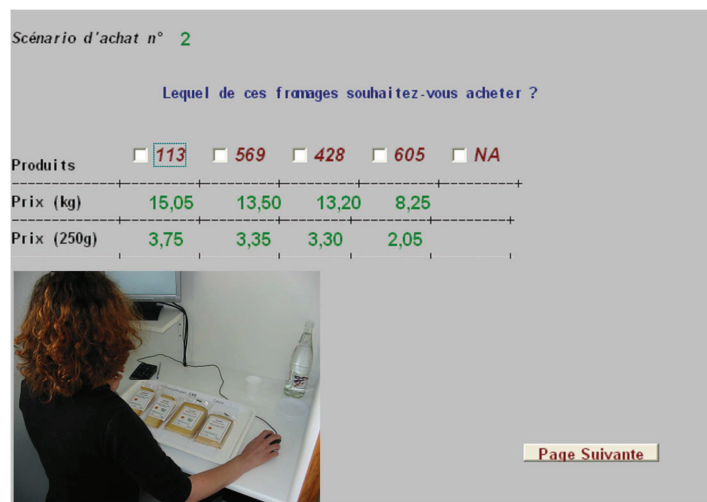 Scénario d'achat n° 2
Lequel de ces fromages souhaitez-vous acheter ?
Produits 113 569 428 605 NA
Prix (kg) 15,05 13,50 13,20 8,25
Prix (250g) 3,75 3,35 3,30 2,05
Page Suivante